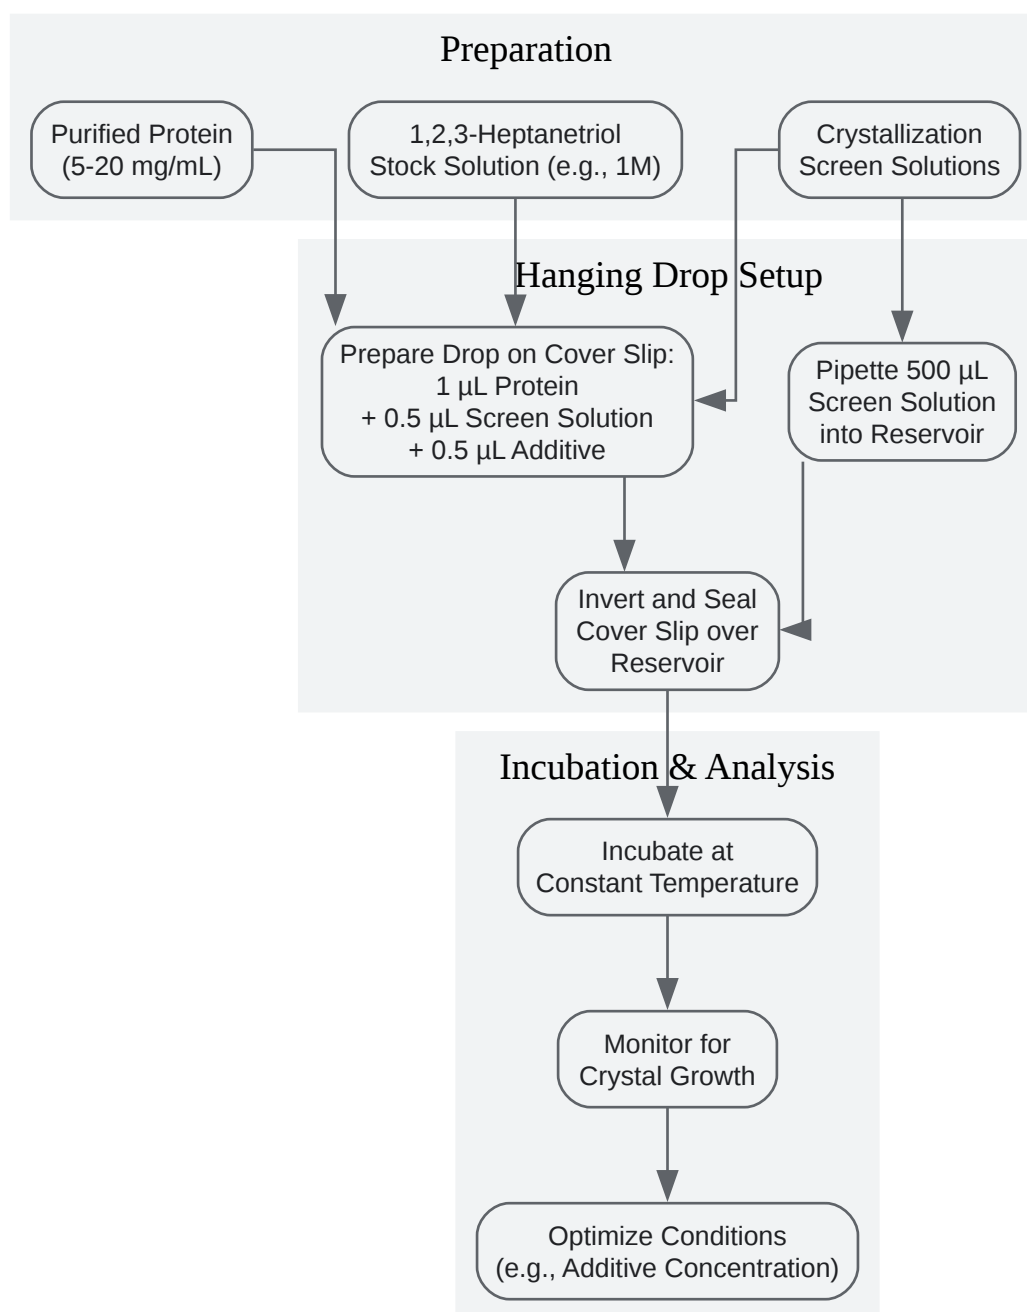 Preparation
Purified Protein
(5-20 mg/mL)
1,2,3-Heptanetriol
Stock Solution (e.g., 1M)
Crystallization
Screen Solutions
Hanging Drop Setup
Prepare Drop on Cover Slip:
1 µL Protein
+ 0.5 µL Screen Solution
+ 0.5 µL Additive
Pipette 500 µL
Screen Solution
into Reservoir
Invert and Seal
Cover Slip over
Reservoir
Incubation & Analysis
Incubate at
Constant Temperature
Monitor for
Crystal Growth
Optimize Conditions
(e.g., Additive Concentration)